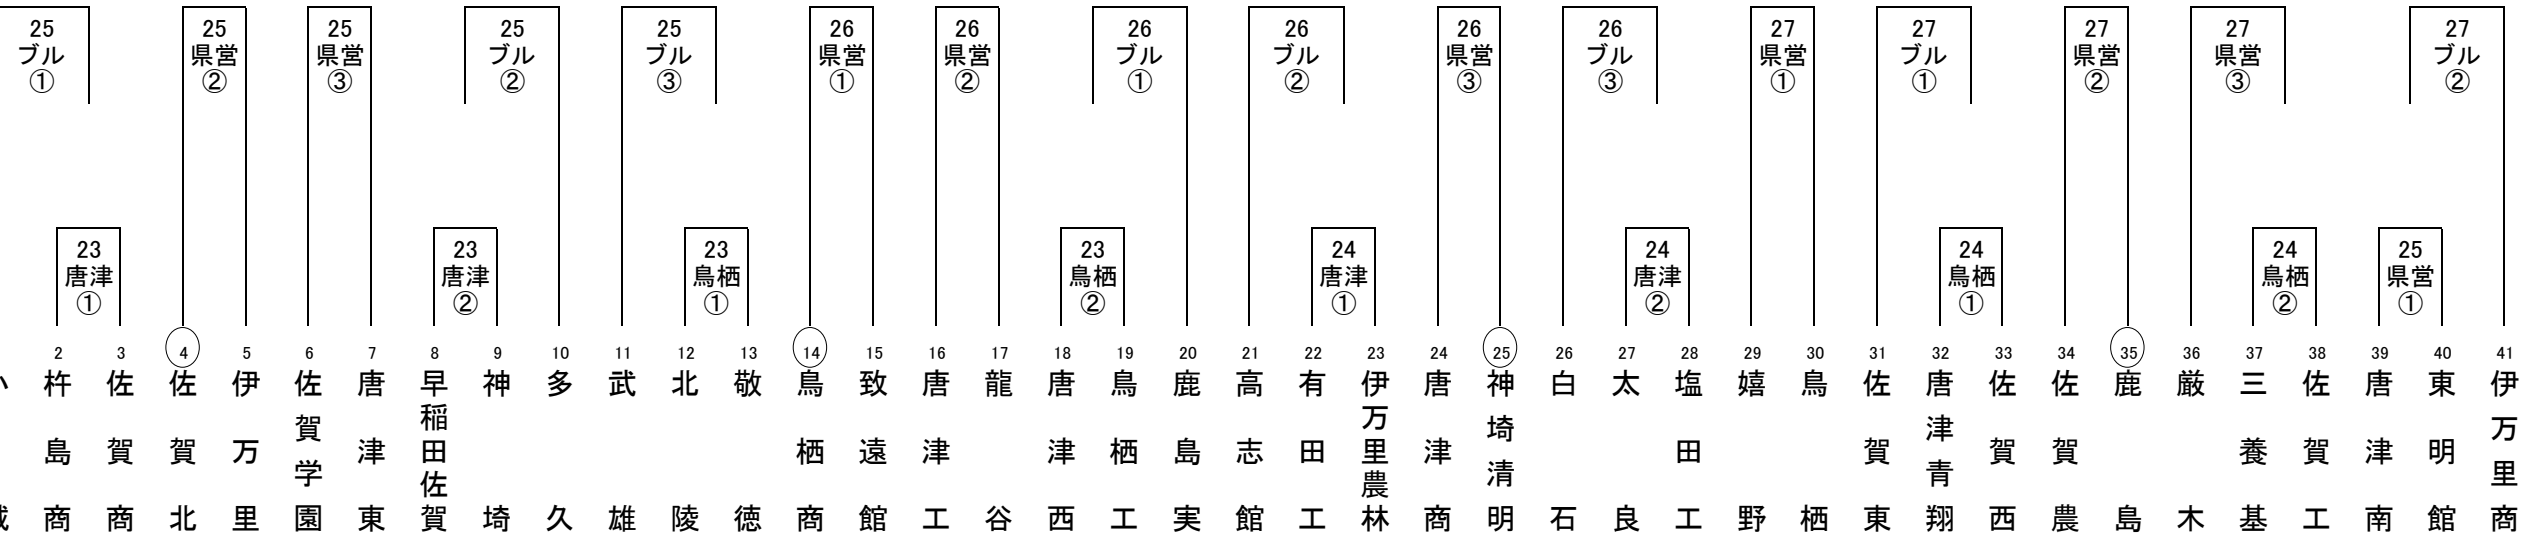 25 ブル ①
25 県営 ②
25 県営 ③
25 ブル ②
25 ブル ③
26 県営 ①
26 県営 ②
26 ブル ①
26 ブル ②
26 県営 ③
26 ブル ③
27 県営 ①
27 ブル ①
27 県営 ②
27 県営 ③
27 ブル ②
23 唐津 ①
23 唐津 ②
23 鳥栖 ①
23 鳥栖 ②
24 唐津 ①
24 唐津 ②
24 鳥栖 ①
24 鳥栖 ②
25 県営 ①
2 杵島商
3 佐賀商
4 佐賀北
5 伊万里
6 佐賀学園
7 唐津東
8 早稲田佐賀
9 神埼
10 多久
11 武雄
12 北陵
13 敬徳
14 鳥栖商
15 致遠館
16 唐津工
17 龍谷
18 唐津西
19 鳥栖工
20 鹿島実
21 高志館
22 有田工
23 伊万里農林
24 唐津商
25 神埼清明
26 白石
27 太良
28 塩田工
29 嬉野
30 鳥栖
31 佐賀東
32 唐津青翔
33 佐賀西
34 佐賀農
35 鹿島
36 厳木
37 三養基
38 佐賀工
39 唐津南
40 東明館
41 伊万里商